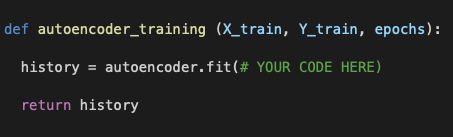 def autoencoder_training (X_train, Y_train, epochs):
history = autoencoder.fit(# YOUR CODE HERE)
return history